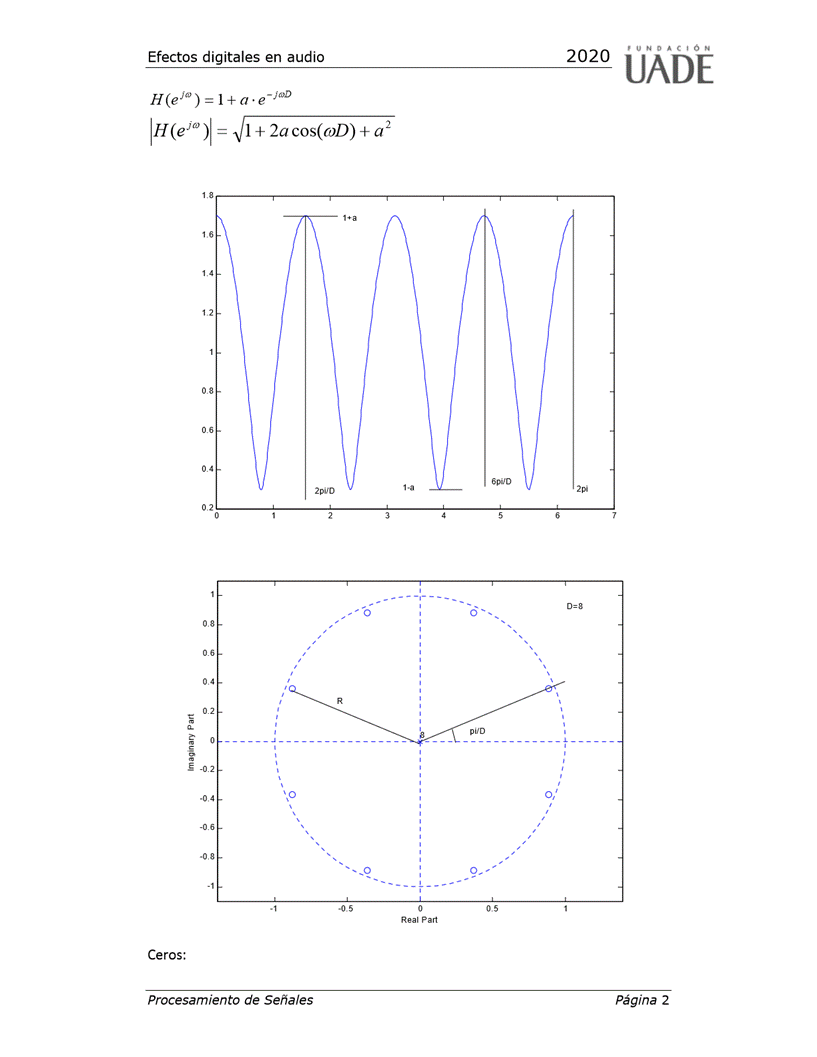 Efectos digitales en audio 2020
FUNDACIÓN
UADE
H(e^{jω}) = 1 + a · e^{−jωD}
|H(e^{jω})| = √(1 + 2a cos(ωD) + a²)
1.8
1.6
1.4
1.2
1
0.8
0.6
0.4
0.2
1+a
2pi/D
1-a
6pi/D
2pi
0 1 2 3 4 5 6 7
1
0.8
0.6
0.4
0.2
0
-0.2
-0.4
-0.6
-0.8
-1
Imaginary Part
D=8
R
8
pi/D
-1 -0.5 0 0.5 1
Real Part
Ceros:
Procesamiento de Señales Página 2